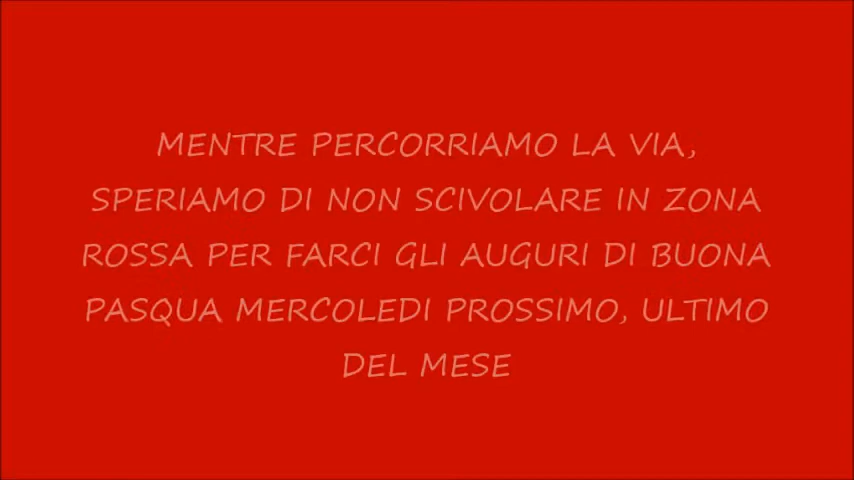 MENTRE PERCORRIAMO LA VIA,
SPERIAMO DI NON SCIVOLARE IN ZONA
ROSSA PER FARCI GLI AUGURI DI BUONA
PASQUA MERCOLEDI PROSSIMO, ULTIMO
DEL MESE